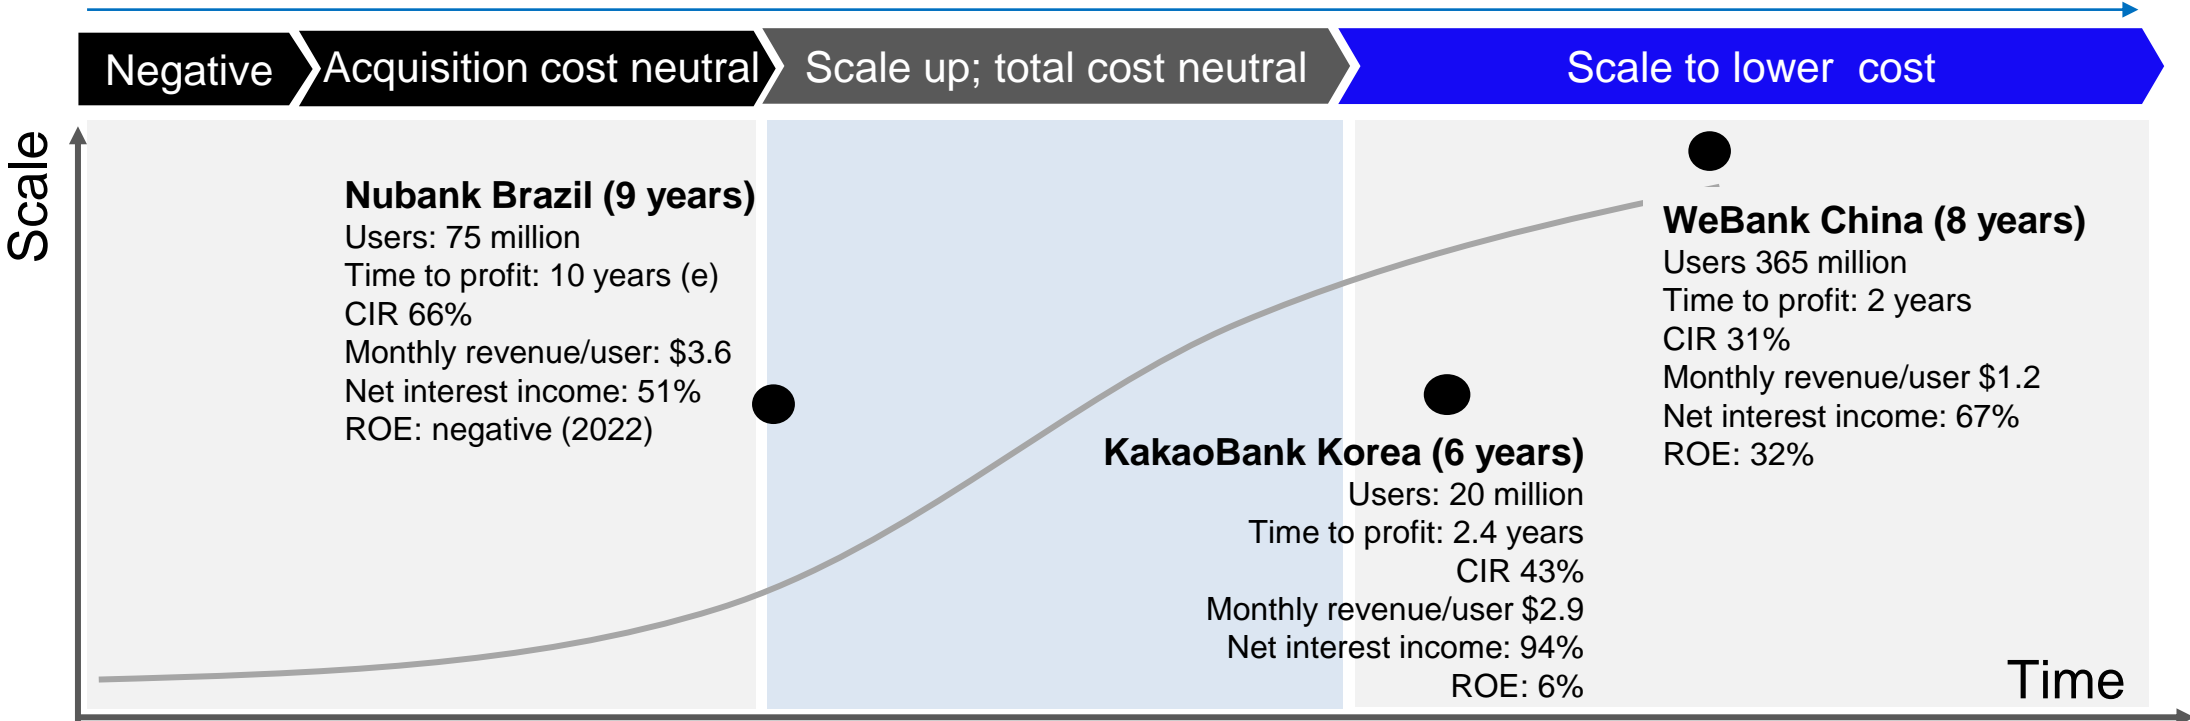 Negative
Acquisition cost neutral
Scale up; total cost neutral
Scale to lower cost
Scale
Nubank Brazil (9 years)
Users: 75 million
Time to profit: 10 years (e)
CIR 66%
Monthly revenue/user: $3.6
Net interest income: 51%
ROE: negative (2022)
KakaoBank Korea (6 years)
Users: 20 million
Time to profit: 2.4 years
CIR 43%
Monthly revenue/user $2.9
Net interest income: 94%
ROE: 6%
WeBank China (8 years)
Users 365 million
Time to profit: 2 years
CIR 31%
Monthly revenue/user $1.2
Net interest income: 67%
ROE: 32%
Time